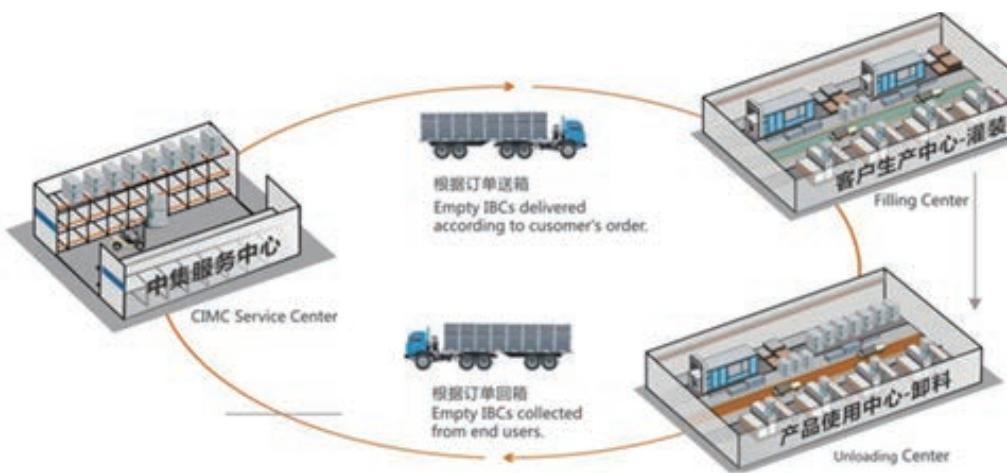 根据订单送箱
Empty IBCs delivered
according to cusomer's order.
客户生产中心-灌装
Filling Center
中集服务中心
CIMC Service Center
根据订单回箱
Empty IBCs collected
from end users.
产品使用中心-卸料
Unloading Center